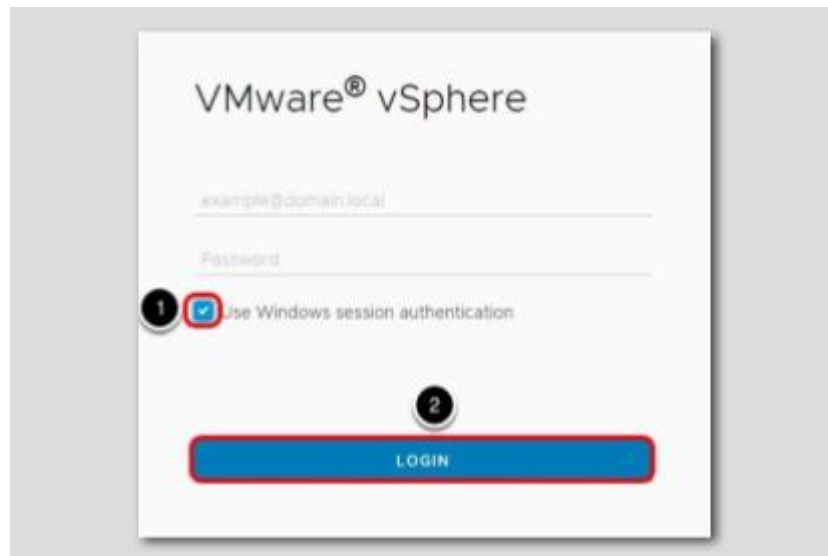 VMware® vSphere
example@domain.local
Password
1
Use Windows session authentication
2
LOGIN